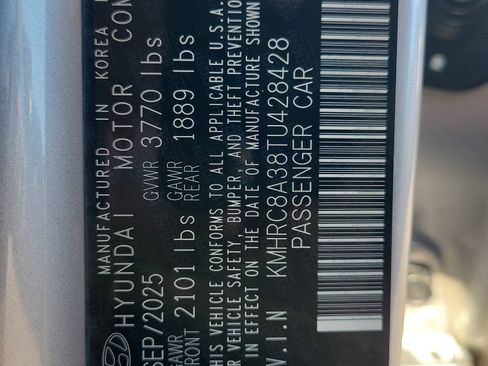 MANUFACTURED IN KOREA
HYUNDAI MOTOR COM
SEP/2025 GVWR 3770 lbs
GAWR FRONT 2101 lbs GAWR REAR 1889 lbs
THIS VEHICLE CONFORMS TO ALL APPLICABLE U.S.A.
R VEHICLE SAFETY, BUMPER, AND THEFT PREVENTIO
IN EFFECT ON THE DATE OF MANUFACTURE SHOWN
V.I.N KMHRC8A38TU428428
PASSENGER CAR